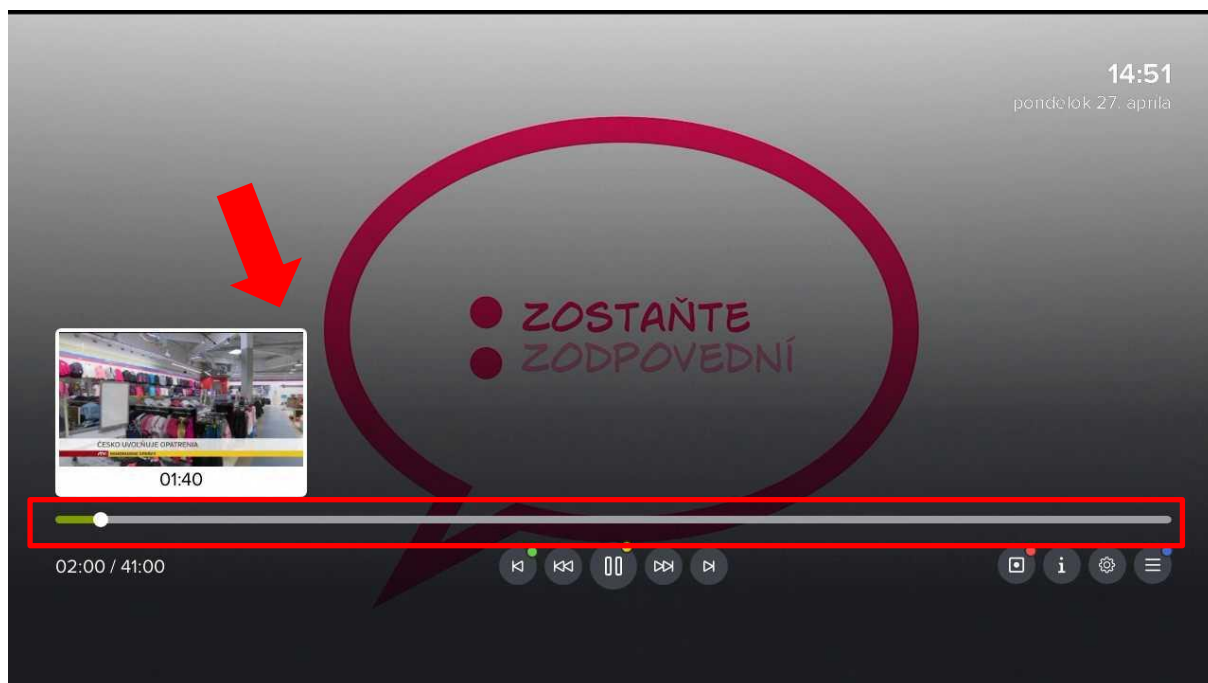 14:51
pondelok 27. apríla
ZOSTAŇTE
ZODPOVEDNÍ
ČESKO UVOĽŇUJE OPATRENIA
01:40
02:00 / 41:00
i